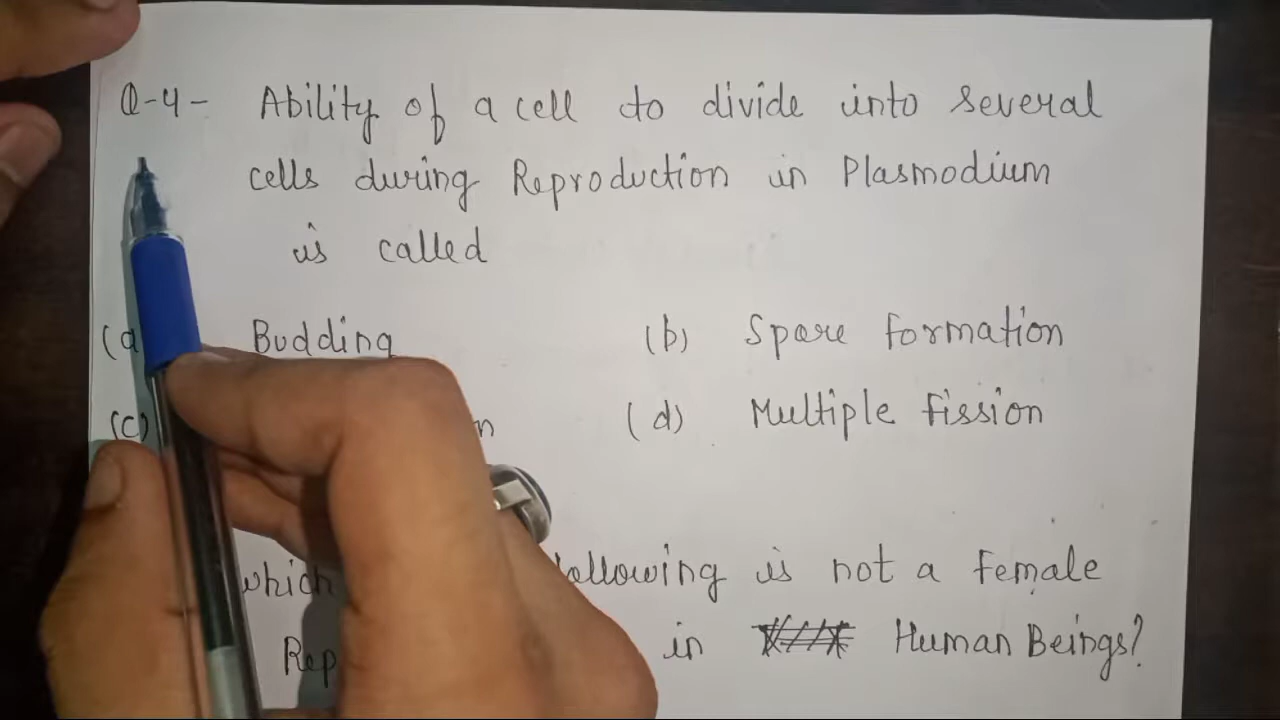 Q-4- Ability of a cell to divide into several
cells during Reproduction in Plasmodium
is called
(a Budding (b) Spore formation
(c) (d) Multiple fission
which following is not a female
in Human Beings?